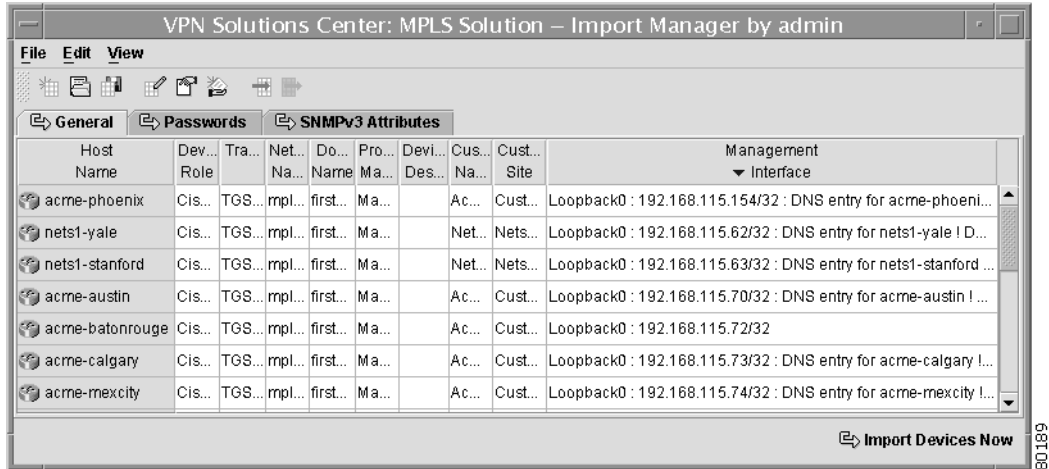 VPN Solutions Center: MPLS Solution – Import Manager by admin
File Edit View
General Passwords SNMPv3 Attributes
Host Name Dev... Role Tra... Net... Na... Do... Name Pro... Ma... Devi... Des... Cus... Na... Cust... Site Management Interface
acme-phoenix Cis... TGS... mpl... first... Ma... Ac... Cust... Loopback0 : 192.168.115.154/32 : DNS entry for acme-phoeni...
nets1-yale Cis... TGS... mpl... first... Ma... Net... Nets... Loopback0 : 192.168.115.62/32 : DNS entry for nets1-yale ! D...
nets1-stanford Cis... TGS... mpl... first... Ma... Net... Nets... Loopback0 : 192.168.115.63/32 : DNS entry for nets1-stanford ...
acme-austin Cis... TGS... mpl... first... Ma... Ac... Cust... Loopback0 : 192.168.115.70/32 : DNS entry for acme-austin ! ...
acme-batonrouge Cis... TGS... mpl... first... Ma... Ac... Cust... Loopback0 : 192.168.115.72/32
acme-calgary Cis... TGS... mpl... first... Ma... Ac... Cust... Loopback0 : 192.168.115.73/32 : DNS entry for acme-calgary !...
acme-mexcity Cis... TGS... mpl... first... Ma... Ac... Cust... Loopback0 : 192.168.115.74/32 : DNS entry for acme-mexcity !...
Import Devices Now
80189